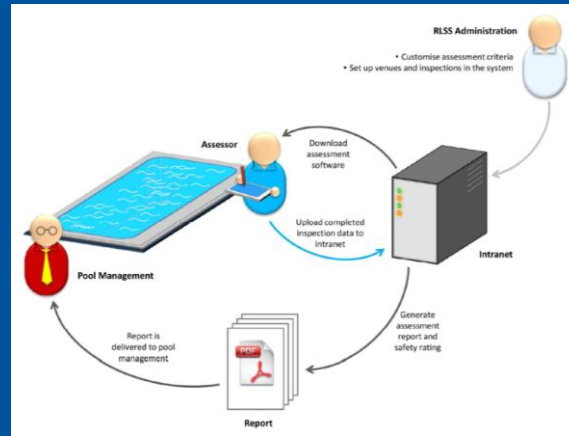 RLSS Administration
• Customise assessment criteria
• Set up venues and inspections in the system
Assessor
Download
assessment
software
Upload completed
inspection data to
intranet
Intranet
Pool Management
Generate
assessment
report and
safety rating
Report is
delivered to pool
management
PDF
Report